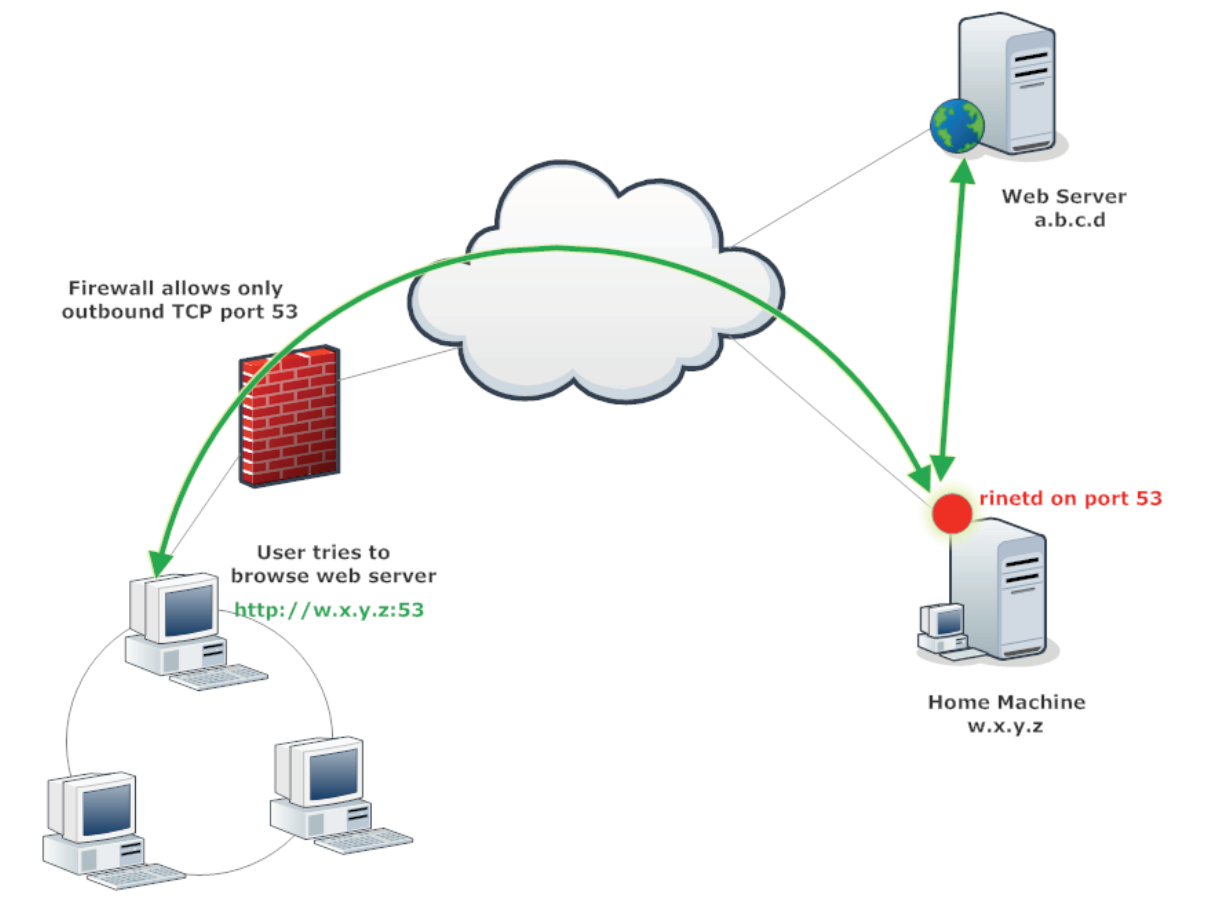 Web Server
a.b.c.d
Firewall allows only
outbound TCP port 53
rinetd on port 53
User tries to
browse web server
http://w.x.y.z:53
Home Machine
w.x.y.z